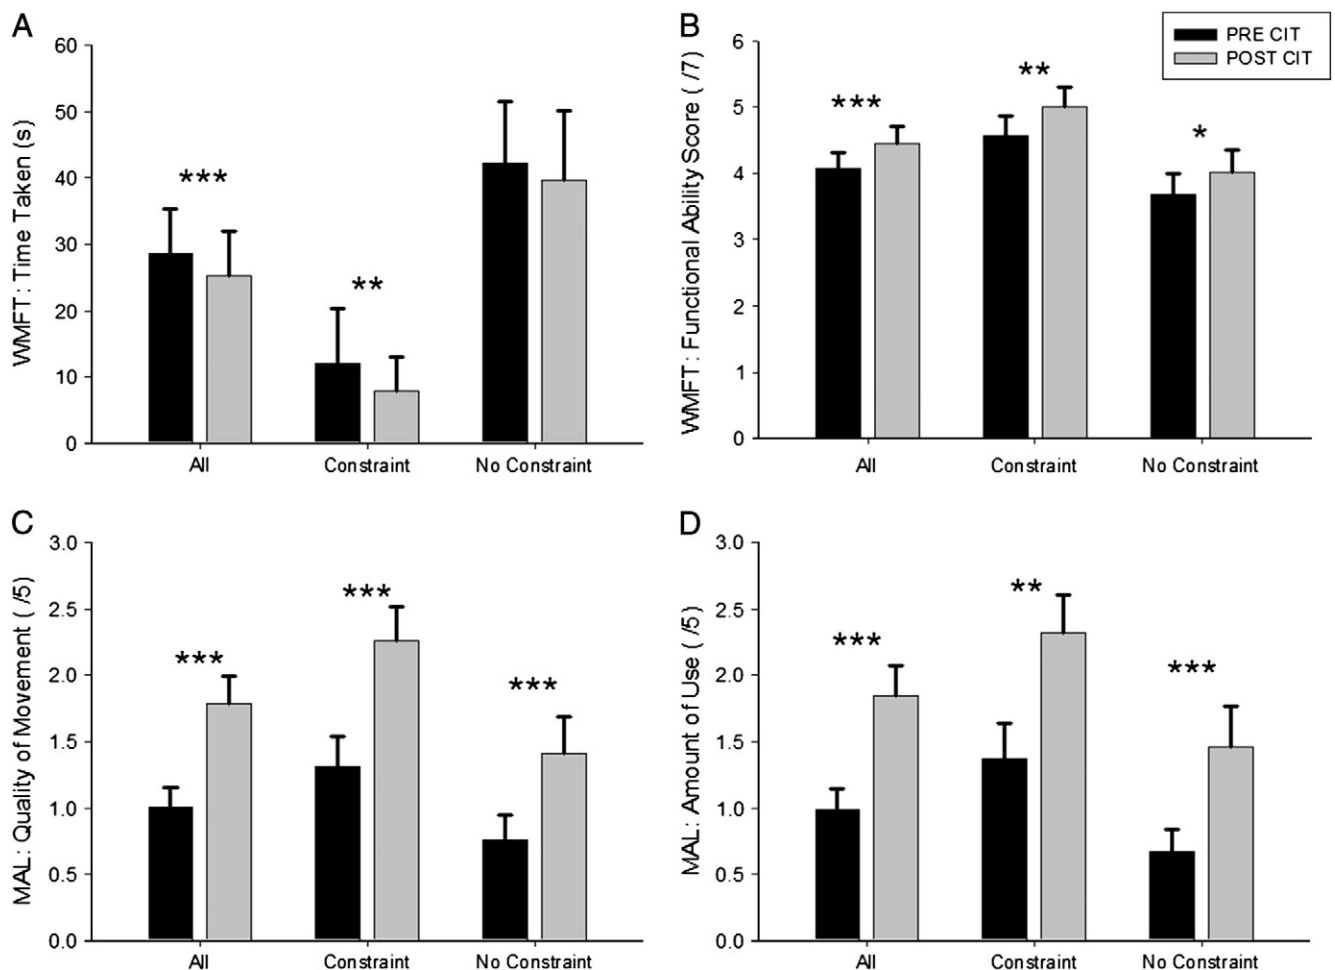 A
WMFT: Time Taken (s)
60
50
40
30
20
10
0
***
**
All
Constraint
No Constraint
B
PRE CIT
POST CIT
WMFT: Functional Ability Score ( /7)
6
5
4
3
2
1
0
***
**
*
All
Constraint
No Constraint
C
MAL: Quality of Movement ( /5)
3.0
2.5
2.0
1.5
1.0
0.5
0.0
***
***
***
All
Constraint
No Constraint
D
MAL: Amount of Use ( /5)
3.0
2.5
2.0
1.5
1.0
0.5
0.0
***
**
***
All
Constraint
No Constraint